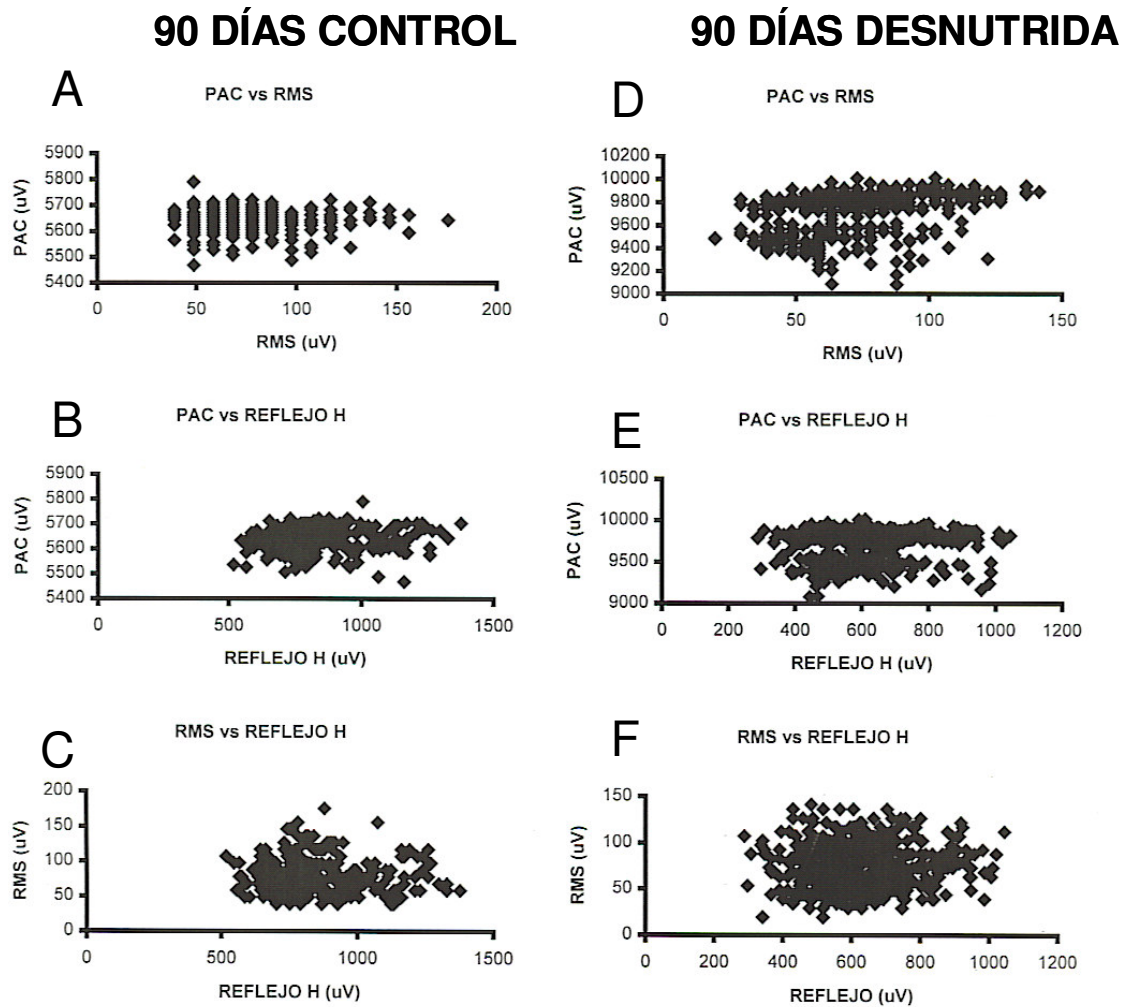 90 DÍAS CONTROL
90 DÍAS DESNUTRIDA
A
PAC vs RMS
PAC (uV)
5900
5800
5700
5600
5500
5400
0
50
100
150
200
RMS (uV)
D
PAC vs RMS
PAC (uV)
10200
10000
9800
9600
9400
9200
9000
0
50
100
150
RMS (uV)
B
PAC vs REFLEJO H
PAC (uV)
5900
5800
5700
5600
5500
5400
0
500
1000
1500
REFLEJO H (uV)
E
PAC vs REFLEJO H
PAC (uV)
10500
10000
9500
9000
0
200
400
600
800
1000
1200
REFLEJO H (uV)
C
RMS vs REFLEJO H
RMS (uV)
200
150
100
50
0
0
500
1000
1500
REFLEJO H (uV)
F
RMS vs REFLEJO H
RMS (uV)
150
100
50
0
0
200
400
600
800
1000
1200
REFLEJO (uV)